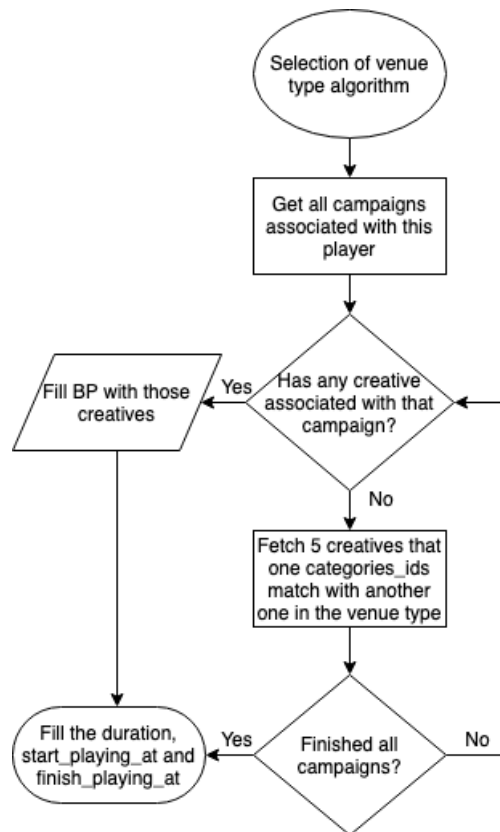 Selection of venue
type algorithm
Get all campaigns
associated with this
player
Has any creative
associated with that
campaign?
Yes
Fill BP with those
creatives
No
Fetch 5 creatives that
one categories_ids
match with another
one in the venue type
Finished all
campaigns?
No
Yes
Fill the duration,
start_playing_at and
finish_playing_at